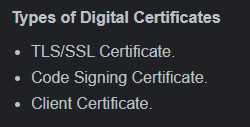 Types of Digital Certificates
• TLS/SSL Certificate.
• Code Signing Certificate.
• Client Certificate.